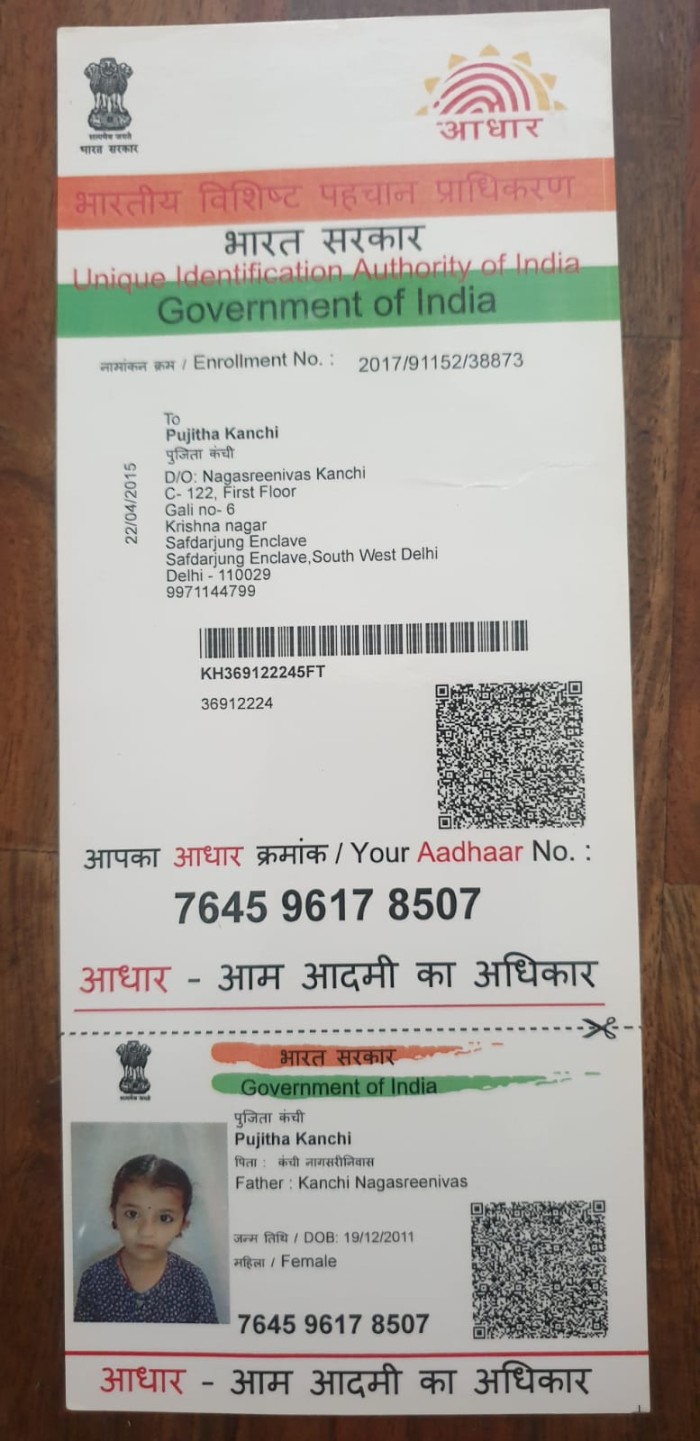 सत्यमेव जयते
भारत सरकार
आधार
भारतीय विशिष्ट पहचान प्राधिकरण
भारत सरकार
Unique Identification Authority of India
Government of India
नामांकन क्रम / Enrollment No. : 2017/91152/38873
22/04/2015
To
Pujitha Kanchi
पुजिता कंची
D/O: Nagasreenivas Kanchi
C- 122, First Floor
Gali no- 6
Krishna nagar
Safdarjung Enclave
Safdarjung Enclave,South West Delhi
Delhi - 110029
9971144799
KH369122245FT
36912224
आपका आधार क्रमांक / Your Aadhaar No. :
7645 9617 8507
आधार - आम आदमी का अधिकार
भारत सरकार
Government of India
पुजिता कंची
Pujitha Kanchi
पिता : कंची नागसरीनिवास
Father : Kanchi Nagasreenivas
जन्म तिथि / DOB: 19/12/2011
महिला / Female
7645 9617 8507
आधार - आम आदमी का अधिकार